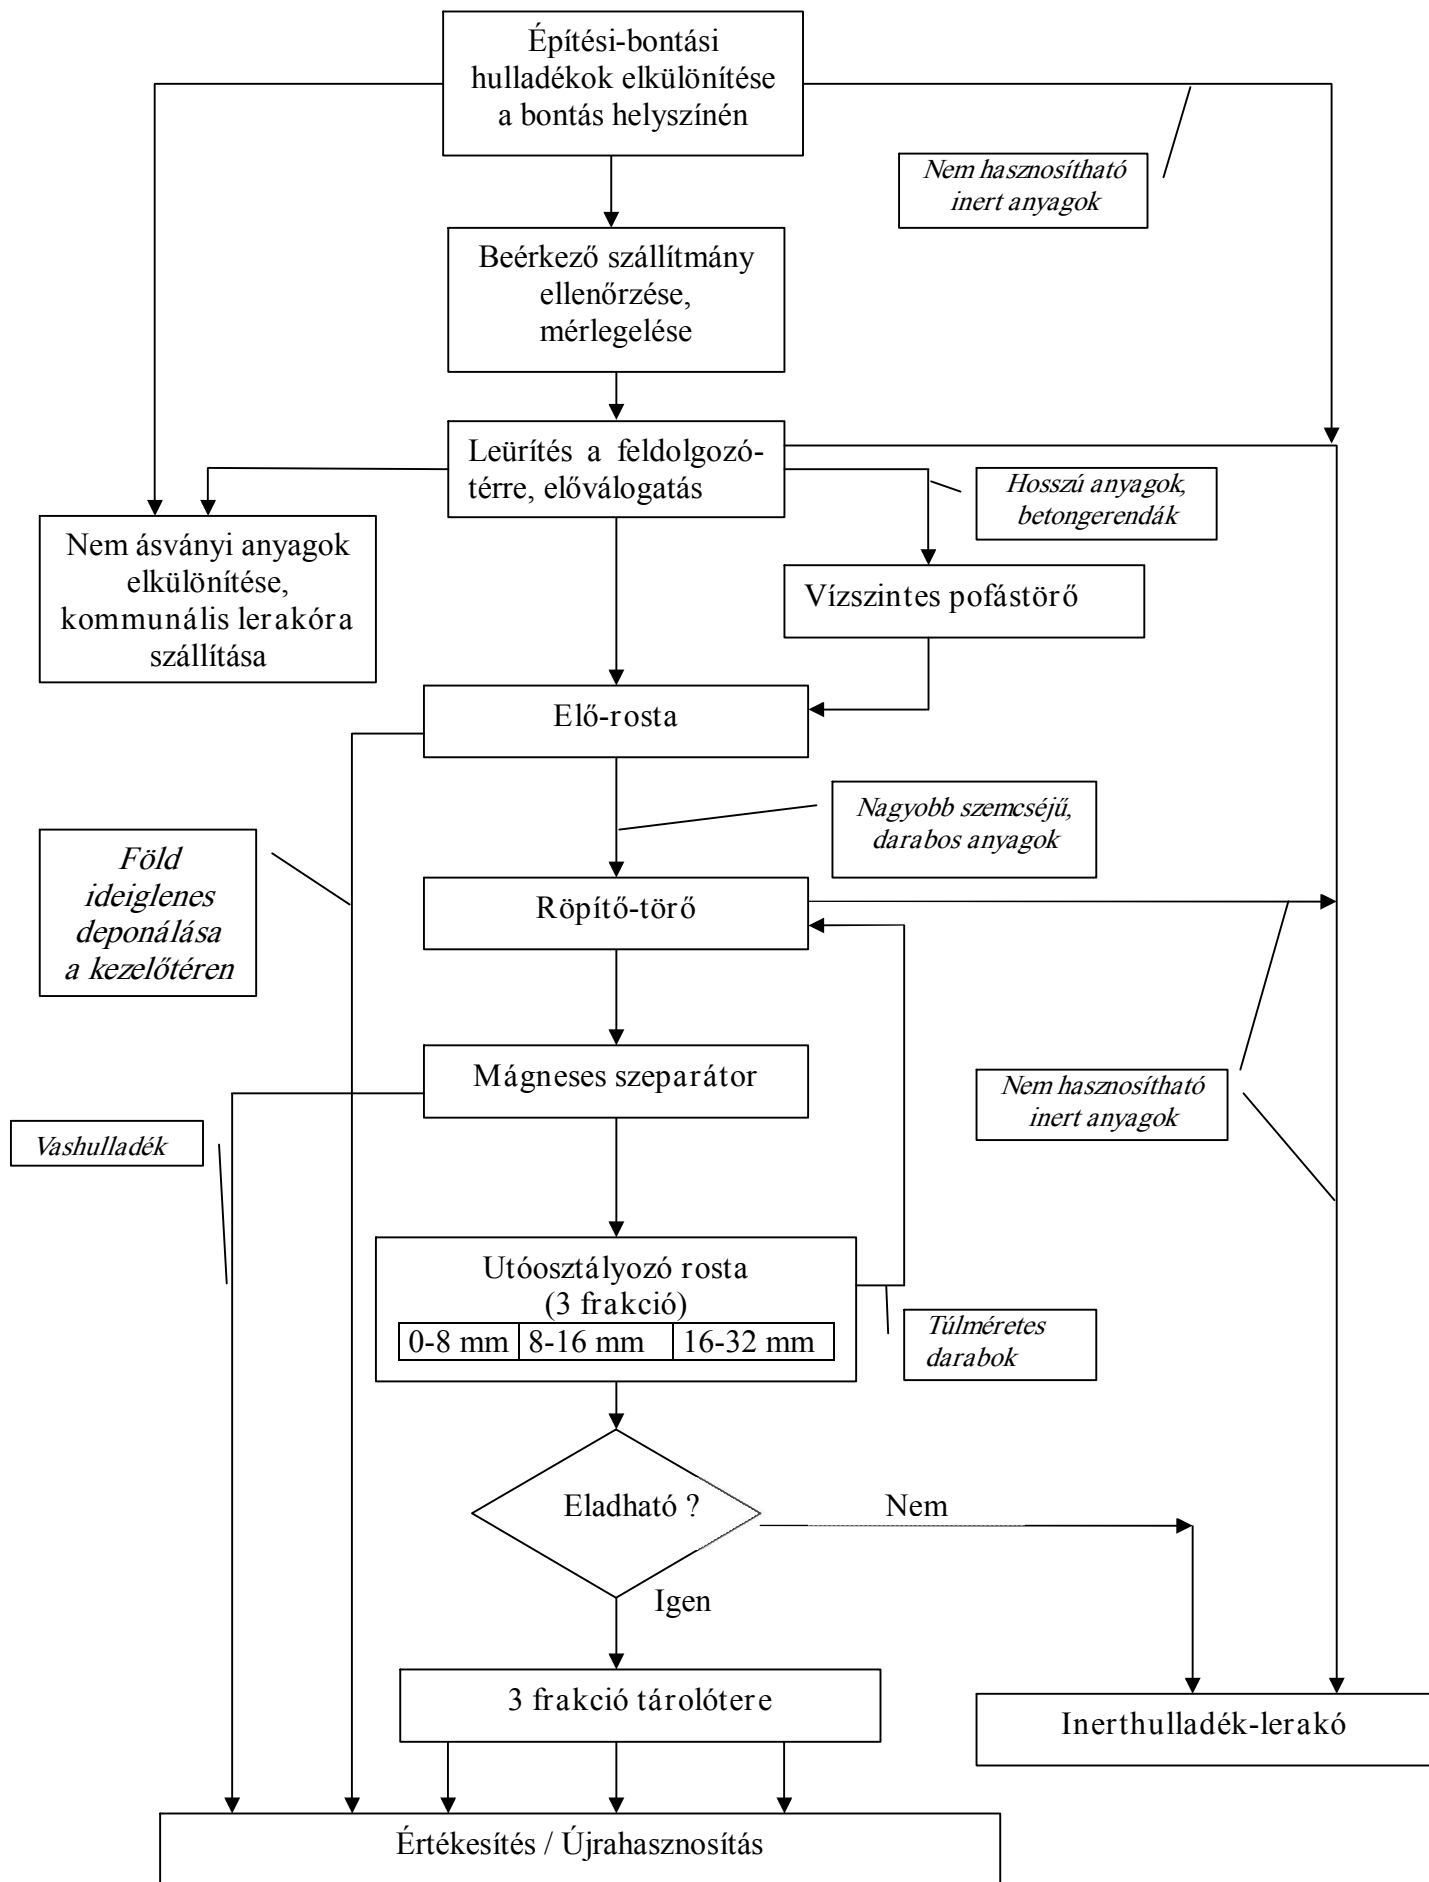 Építési-bontási
hulladékok elkülönítése
a bontás helyszínén
Nem hasznosítható
inert anyagok
Beérkező szállítmány
ellenőrzése,
mérlegelése
Leürítés a feldolgozó-
térre, előválogatás
Hosszú anyagok,
betongerendák
Nem ásványi anyagok
elkülönítése,
kommunális lerakóra
szállítása
Vízszintes pofástörő
Elő-rosta
Nagyobb szemcséjű,
darabos anyagok
Föld
ideiglenes
deponálása
a kezelőtéren
Röpítő-törő
Mágneses szeparátor
Nem hasznosítható
inert anyagok
Vashulladék
Utóosztályozó rosta
(3 frakció)
0-8 mm 8-16 mm 16-32 mm
Túlméretes
darabok
Eladható ?
Nem
Igen
3 frakció tárolótere
Inerthulladék-lerakó
Értékesítés / Újrahasznosítás